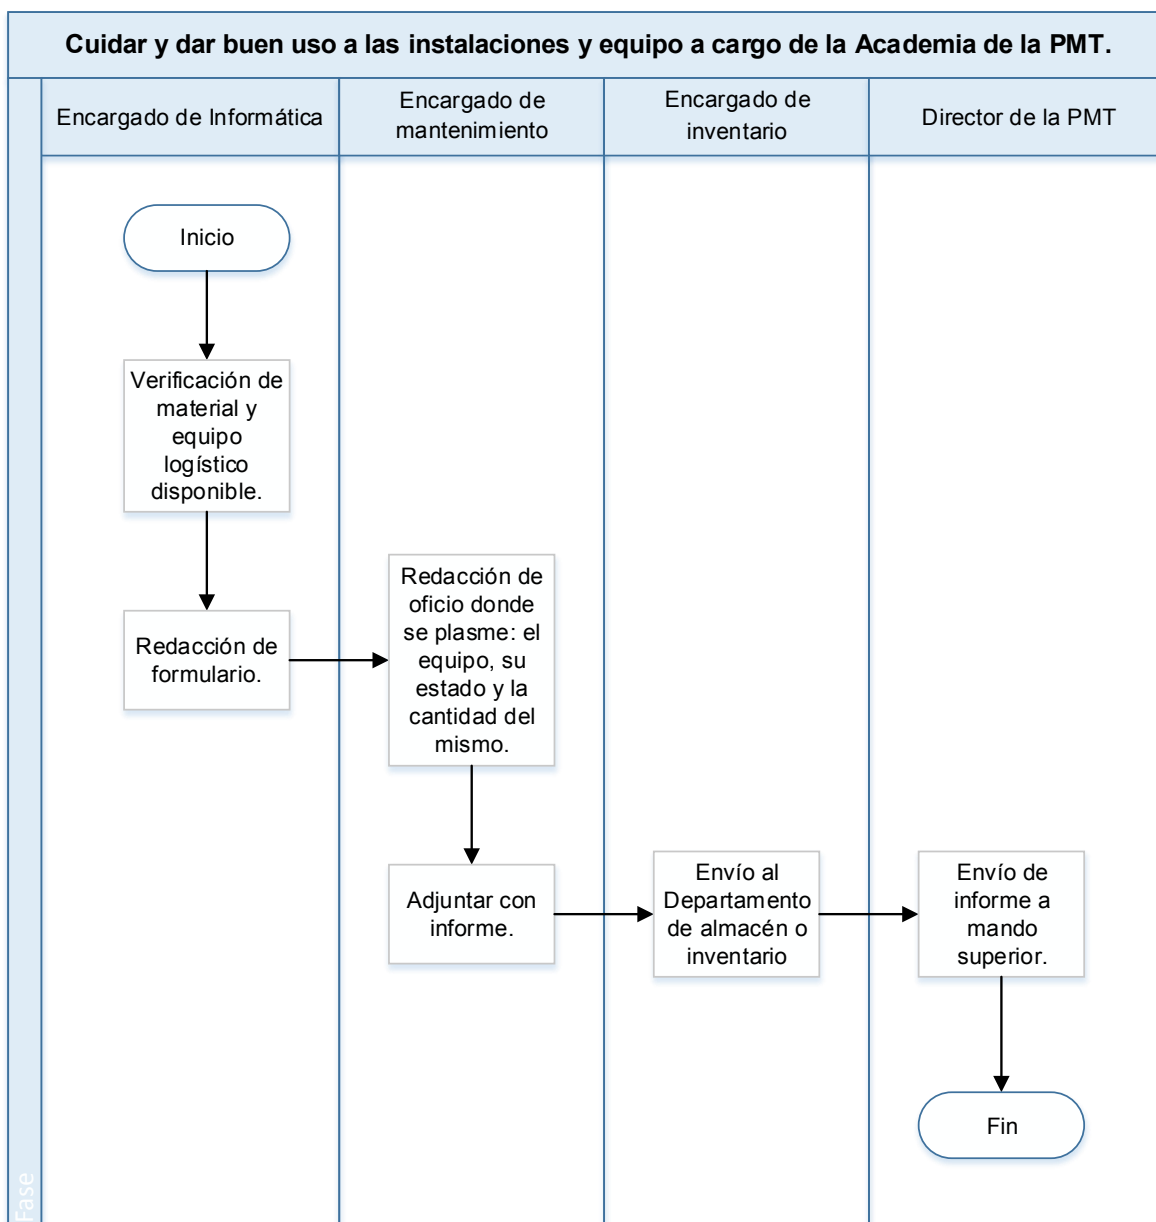 Cuidar y dar buen uso a las instalaciones y equipo a cargo de la Academia de la PMT.
Encargado de Informática
Encargado de
mantenimiento
Encargado de
inventario
Director de la PMT
Inicio
Verificación de
material y
equipo
logístico
disponible.
Redacción de
formulario.
Redacción de
oficio donde
se plasme: el
equipo, su
estado y la
cantidad del
mismo.
Adjuntar con
informe.
Envío al
Departamento
de almacén o
inventario
Envío de
informe a
mando
superior.
Fin
Fase